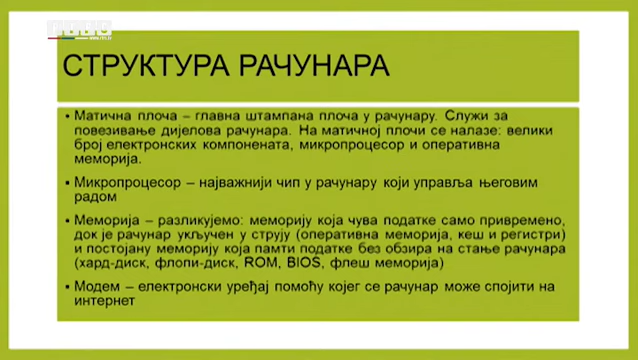 СТРУКТУРА РАЧУНАРА
• Матична плоча – главна штампана плоча у рачунару. Служи за
повезивање дијелова рачунара. На матичној плочи се налазе: велики
број електронских компонената, микропроцесор и оперативна
меморија.
• Микропроцесор – најважнији чип у рачунару који управља његовим
радом
• Меморија – разликујемо: меморију која чува податке само привремено,
док је рачунар укључен у струју (оперативна меморија, кеш и регистри)
и постојану меморију која памти податке без обзира на стање рачунара
(хард-диск, флопи-диск, ROM, BIOS, флеш меморија)
• Модем – електронски уређај помоћу којег се рачунар може спојити на
интернет